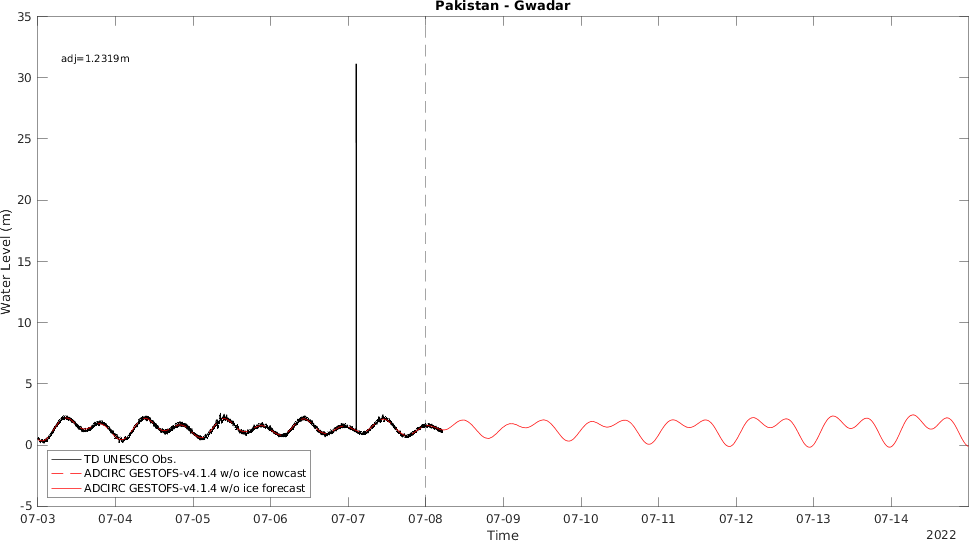 Pakistan - Gwadar
35
30
25
20
15
10
5
0
-5
Water Level (m)
adj=1.2319m
TD UNESCO Obs.
ADCIRC GESTOFS-v4.1.4 w/o ice nowcast
ADCIRC GESTOFS-v4.1.4 w/o ice forecast
07-03 07-04 07-05 07-06 07-07 07-08 07-09 07-10 07-11 07-12 07-13 07-14
Time
2022